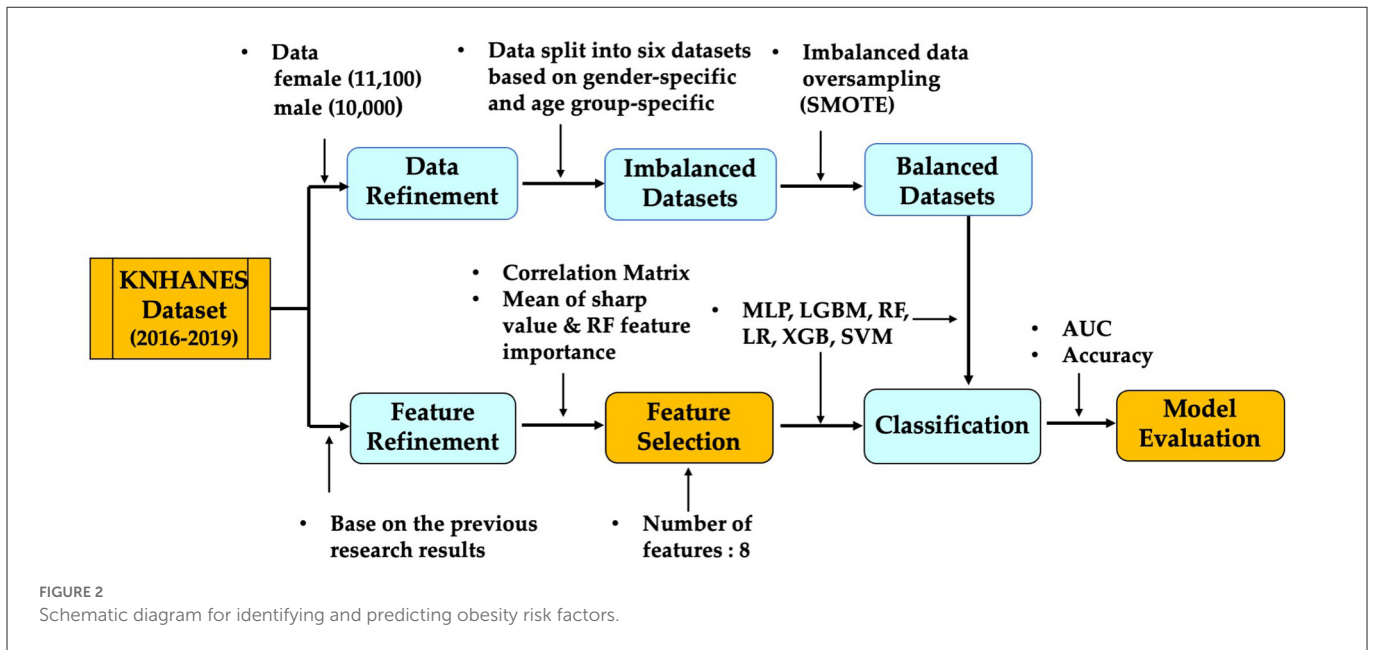 • Data
female (11,100)
male (10,000)
• Data split into six datasets
based on gender-specific
and age group-specific
• Imbalanced data
oversampling
(SMOTE)
Data
Refinement
Imbalanced
Datasets
Balanced
Datasets
KNHANES
Dataset
(2016-2019)
• Correlation Matrix
• Mean of sharp
value & RF feature
importance
• MLP, LGBM, RF,
LR, XGB, SVM
• AUC
• Accuracy
Feature
Refinement
Feature
Selection
Classification
Model
Evaluation
• Base on the previous
research results
• Number of
features : 8
FIGURE 2
Schematic diagram for identifying and predicting obesity risk factors.